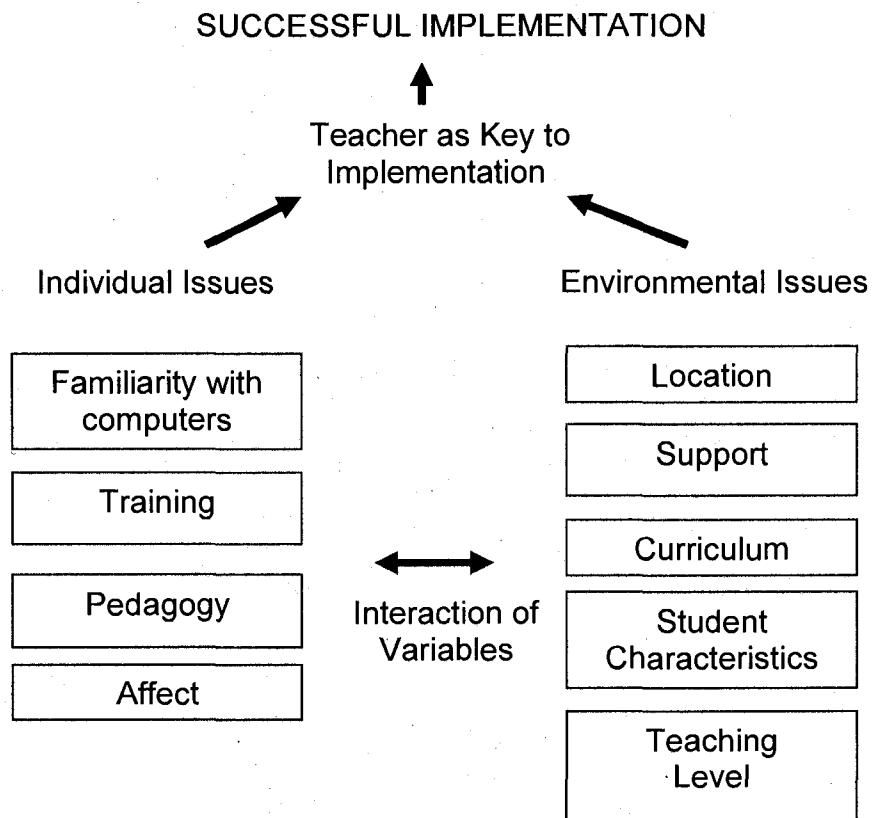 SUCCESSFUL IMPLEMENTATION
Teacher as Key to
Implementation
Individual Issues
Familiarity with
computers
Training
Pedagogy
Affect
Interaction of
Variables
Environmental Issues
Location
Support
Curriculum
Student
Characteristics
Teaching
Level